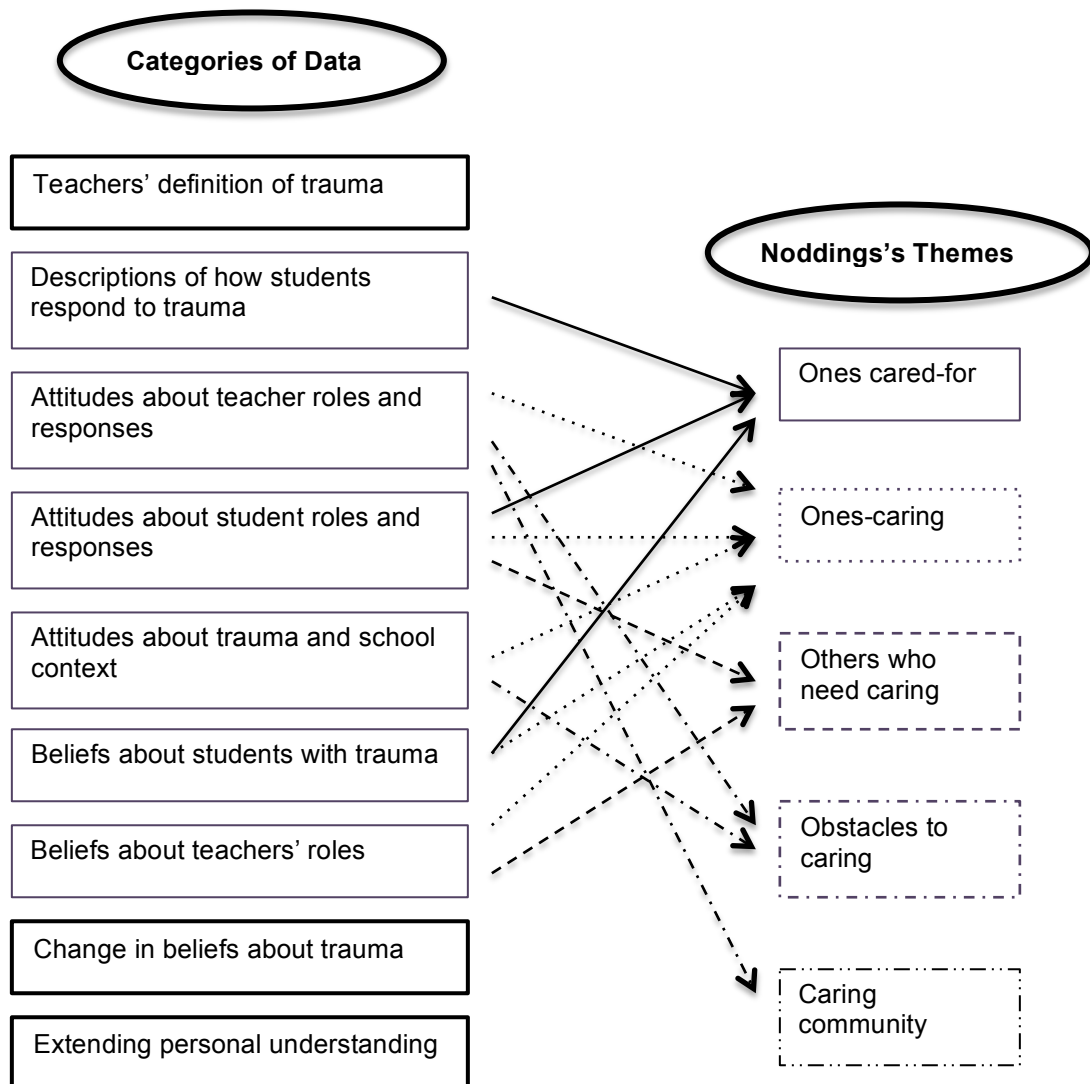 Categories of Data
Teachers’ definition of trauma
Descriptions of how students
respond to trauma
Attitudes about teacher roles and
responses
Attitudes about student roles and
responses
Attitudes about trauma and school
context
Beliefs about students with trauma
Beliefs about teachers’ roles
Change in beliefs about trauma
Extending personal understanding
Noddings’s Themes
Ones cared-for
Ones-caring
Others who
need caring
Obstacles to
caring
Caring
community